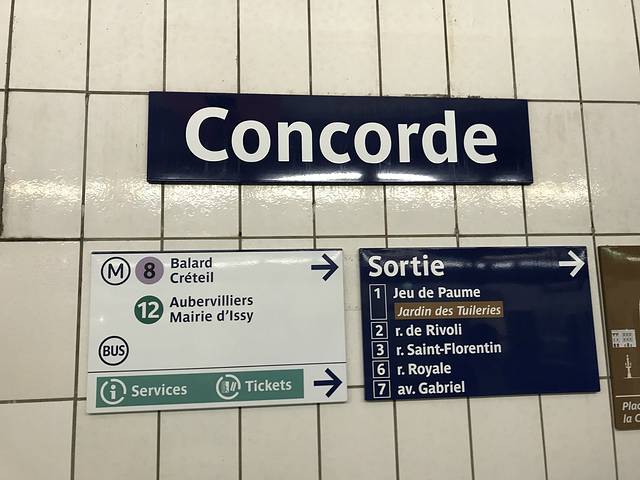 Concorde
M 8 Balard
Créteil
12 Aubervilliers
Mairie d'Issy
BUS
i Services Tickets
Sortie
1 Jeu de Paume
Jardin des Tuileries
2 r. de Rivoli
3 r. Saint-Florentin
6 r. Royale
7 av. Gabriel
la C